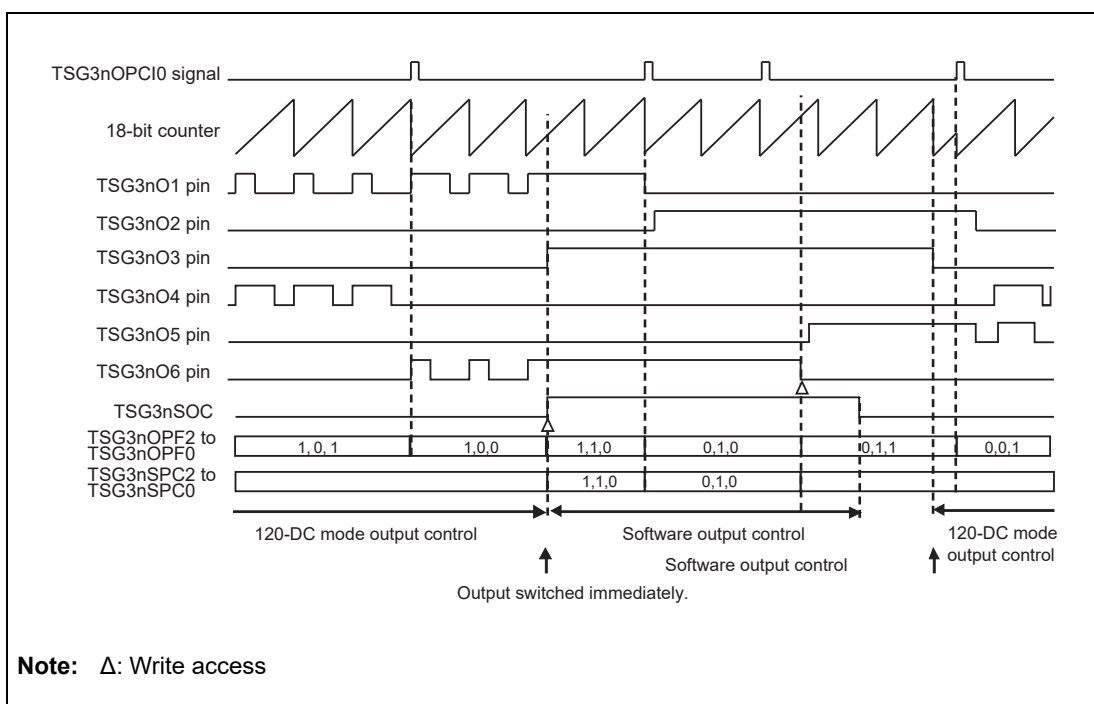 TSG3nOPCI0 signal
18-bit counter
TSG3nO1 pin
TSG3nO2 pin
TSG3nO3 pin
TSG3nO4 pin
TSG3nO5 pin
TSG3nO6 pin
TSG3nSOC
TSG3nOPF2 to
TSG3nOPF0
1, 0, 1
1,0,0
1,1,0
0,1,0
0,1,1
0,0,1
TSG3nSPC2 to
TSG3nSPC0
1,1,0
0,1,0
120-DC mode output control
Software output control
120-DC mode
output control
Software output control
Output switched immediately.
Note: Δ: Write access